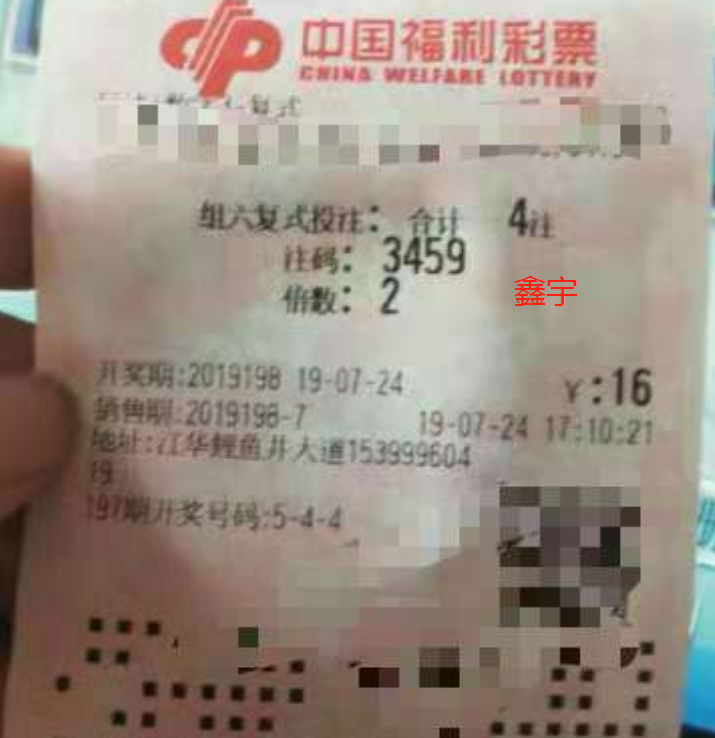 中国福利彩票
CHINA WELFARE LOTTERY
复式
组六复式投注: 合计 4注
注码: 3459
倍数: 2
鑫宇
开奖期:2019198 19-07-24 ¥:16
销售期:2019198-7 19-07-24 17:10:21
地址:江华鲤鱼井大道153999604
19
197期开奖号码:5-4-4